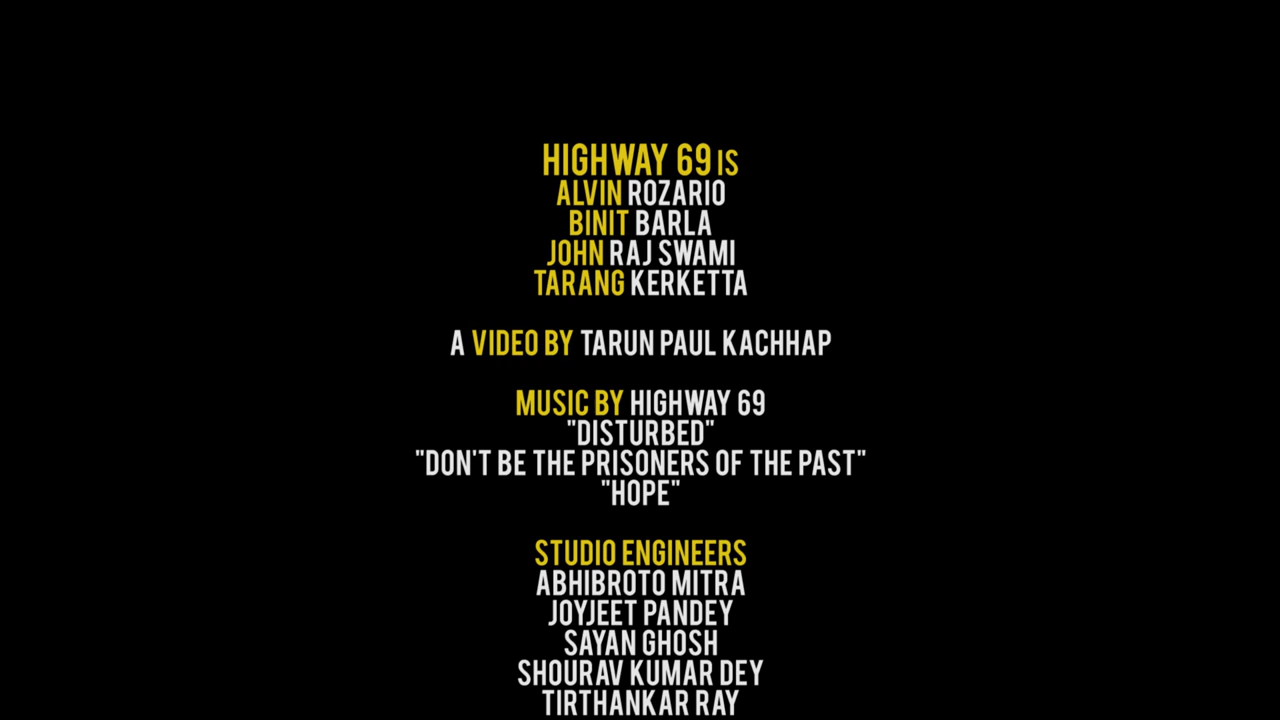 HIGHWAY 69 IS
ALVIN ROZARIO
BINIT BARLA
JOHN RAJ SWAMI
TARANG KERKETTA
A VIDEO BY TARUN PAUL KACHHAP
MUSIC BY HIGHWAY 69
"DISTURBED"
"DON'T BE THE PRISONERS OF THE PAST"
"HOPE"
STUDIO ENGINEERS
ABHIBROTO MITRA
JOYJEET PANDEY
SAYAN GHOSH
SHOURAV KUMAR DEY
TIRTHANKAR RAY